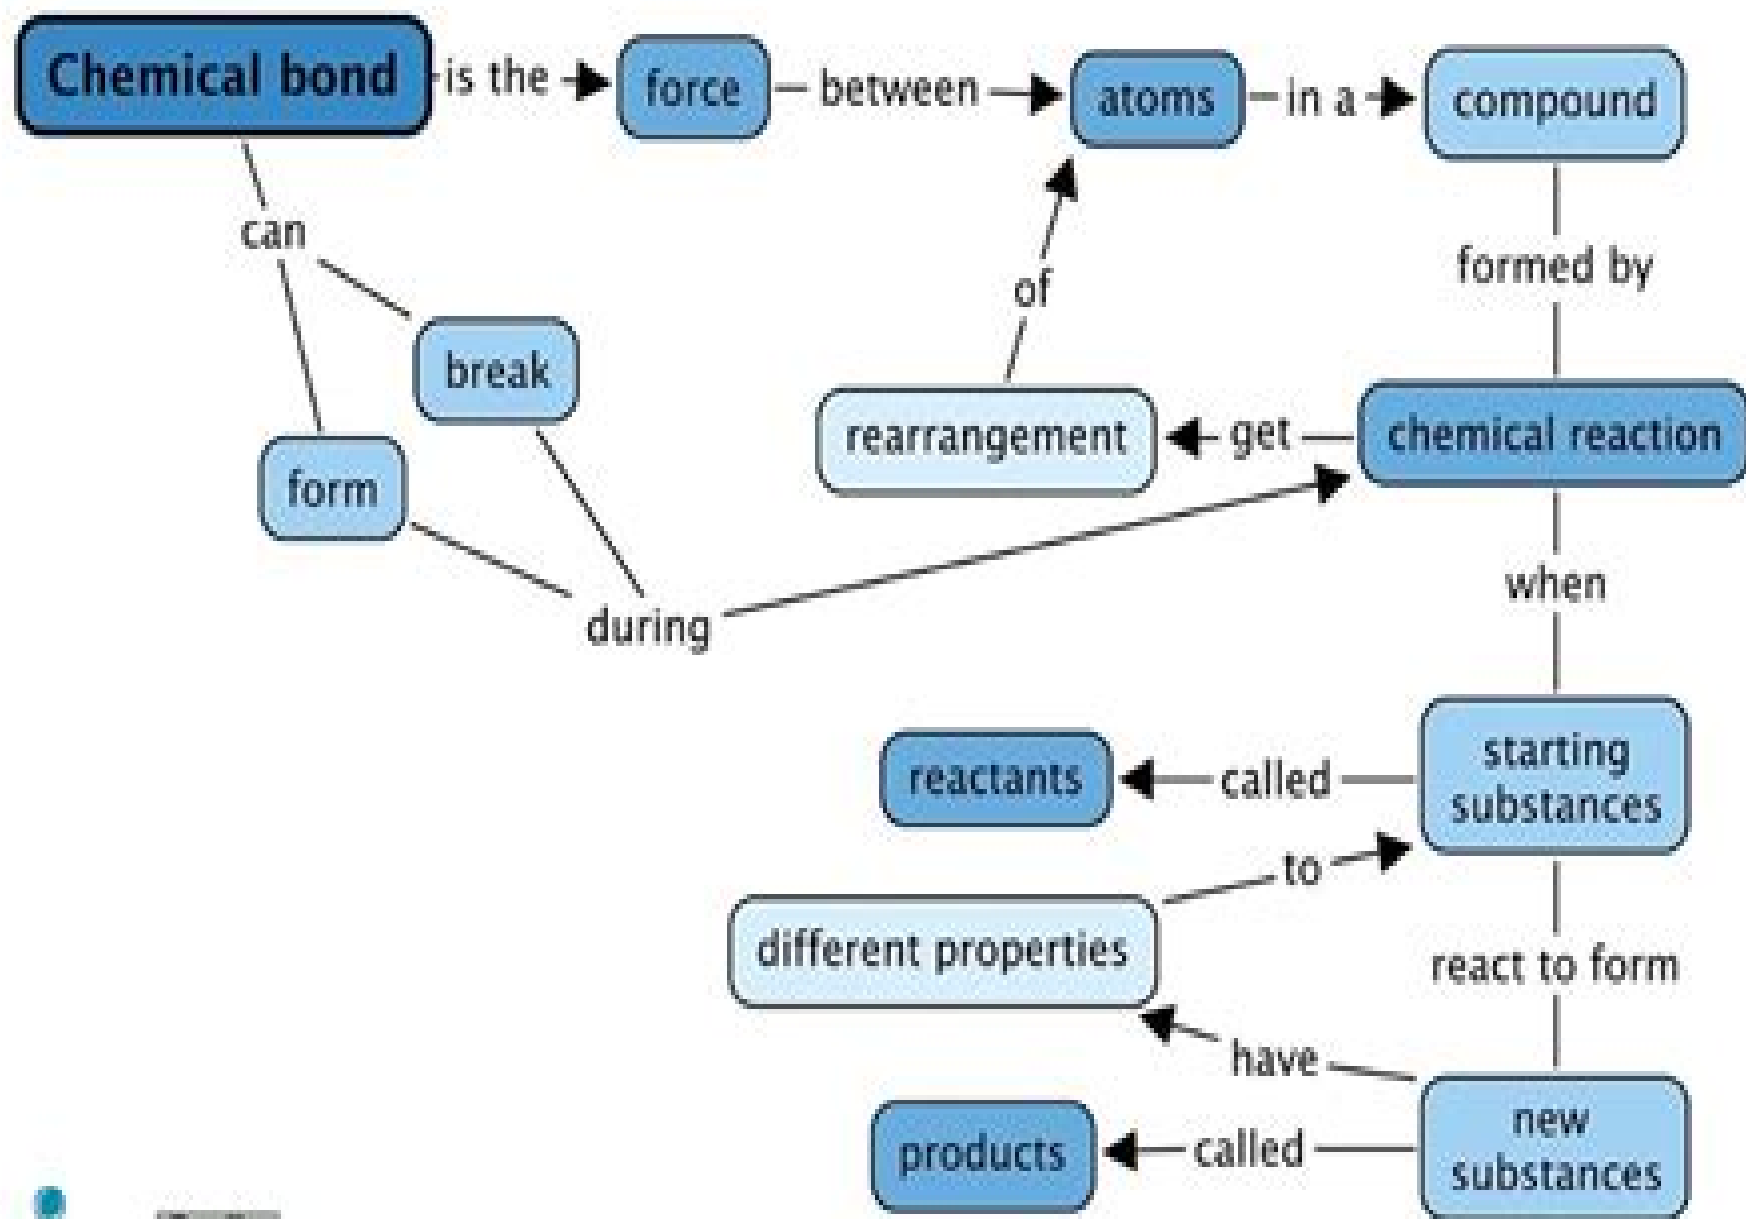 Chemical bond is the force between atoms in a compound
can
of
formed by
break
form
rearrangement get chemical reaction
during
when
reactants called starting
substances
to
different properties
react to form
have
products called new
substances